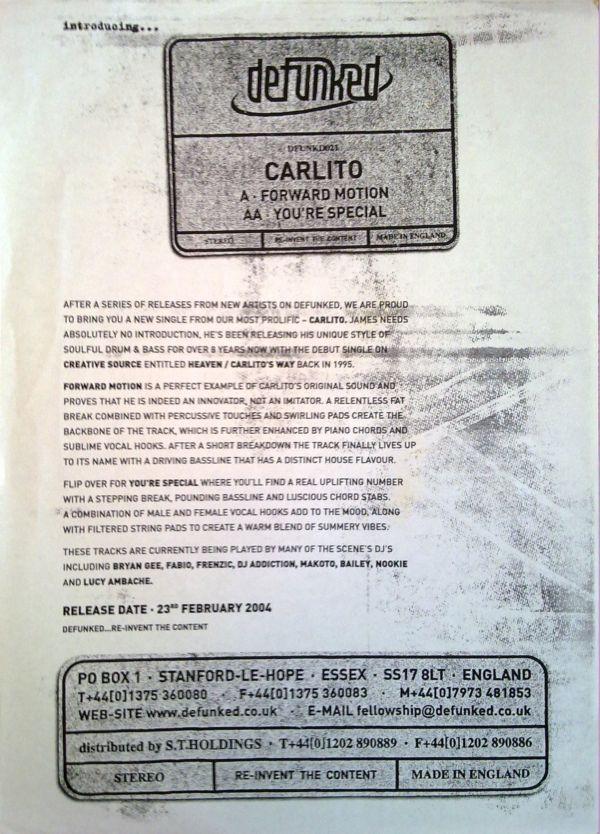 introducing...
defunked
DFUNKD021
CARLITO
A · FORWARD MOTION
AA · YOU'RE SPECIAL
STEREO RE-INVENT THE CONTENT MADE IN ENGLAND
AFTER A SERIES OF RELEASES FROM NEW ARTISTS ON DEFUNKED, WE ARE PROUD
TO BRING YOU A NEW SINGLE FROM OUR MOST PROLIFIC – CARLITO. JAMES NEEDS
ABSOLUTELY NO INTRODUCTION, HE'S BEEN RELEASING HIS UNIQUE STYLE OF
SOULFUL DRUM & BASS FOR OVER 8 YEARS NOW WITH THE DEBUT SINGLE ON
CREATIVE SOURCE ENTITLED HEAVEN / CARLITO'S WAY BACK IN 1995.
FORWARD MOTION IS A PERFECT EXAMPLE OF CARLITO'S ORIGINAL SOUND AND
PROVES THAT HE IS INDEED AN INNOVATOR, NOT AN IMITATOR. A RELENTLESS FAT
BREAK COMBINED WITH PERCUSSIVE TOUCHES AND SWIRLING PADS CREATE THE
BACKBONE OF THE TRACK, WHICH IS FURTHER ENHANCED BY PIANO CHORDS AND
SUBLIME VOCAL HOOKS. AFTER A SHORT BREAKDOWN THE TRACK FINALLY LIVES UP
TO ITS NAME WITH A DRIVING BASSLINE THAT HAS A DISTINCT HOUSE FLAVOUR.
FLIP OVER FOR YOU'RE SPECIAL WHERE YOU'LL FIND A REAL UPLIFTING NUMBER
WITH A STEPPING BREAK, POUNDING BASSLINE AND LUSCIOUS CHORD STABS.
A COMBINATION OF MALE AND FEMALE VOCAL HOOKS ADD TO THE MOOD, ALONG
WITH FILTERED STRING PADS TO CREATE A WARM BLEND OF SUMMERY VIBES.
THESE TRACKS ARE CURRENTLY BEING PLAYED BY MANY OF THE SCENE'S DJ'S
INCLUDING BRYAN GEE, FABIO, FRENZIC, DJ ADDICTION, MAKOTO, BAILEY, NOOKIE
AND LUCY AMBACHE.
RELEASE DATE · 23RD FEBRUARY 2004
DEFUNKED...RE-INVENT THE CONTENT
PO BOX 1 · STANFORD-LE-HOPE · ESSEX · SS17 8LT · ENGLAND
T+44[0]1375 360080 · F+44[0]1375 360083 · M+44[0]7973 481853
WEB-SITE www.defunked.co.uk · E-MAIL fellowship@defunked.co.uk
distributed by S.T.HOLDINGS · T+44[0]1202 890889 · F+44[0]1202 890886
STEREO RE-INVENT THE CONTENT MADE IN ENGLAND